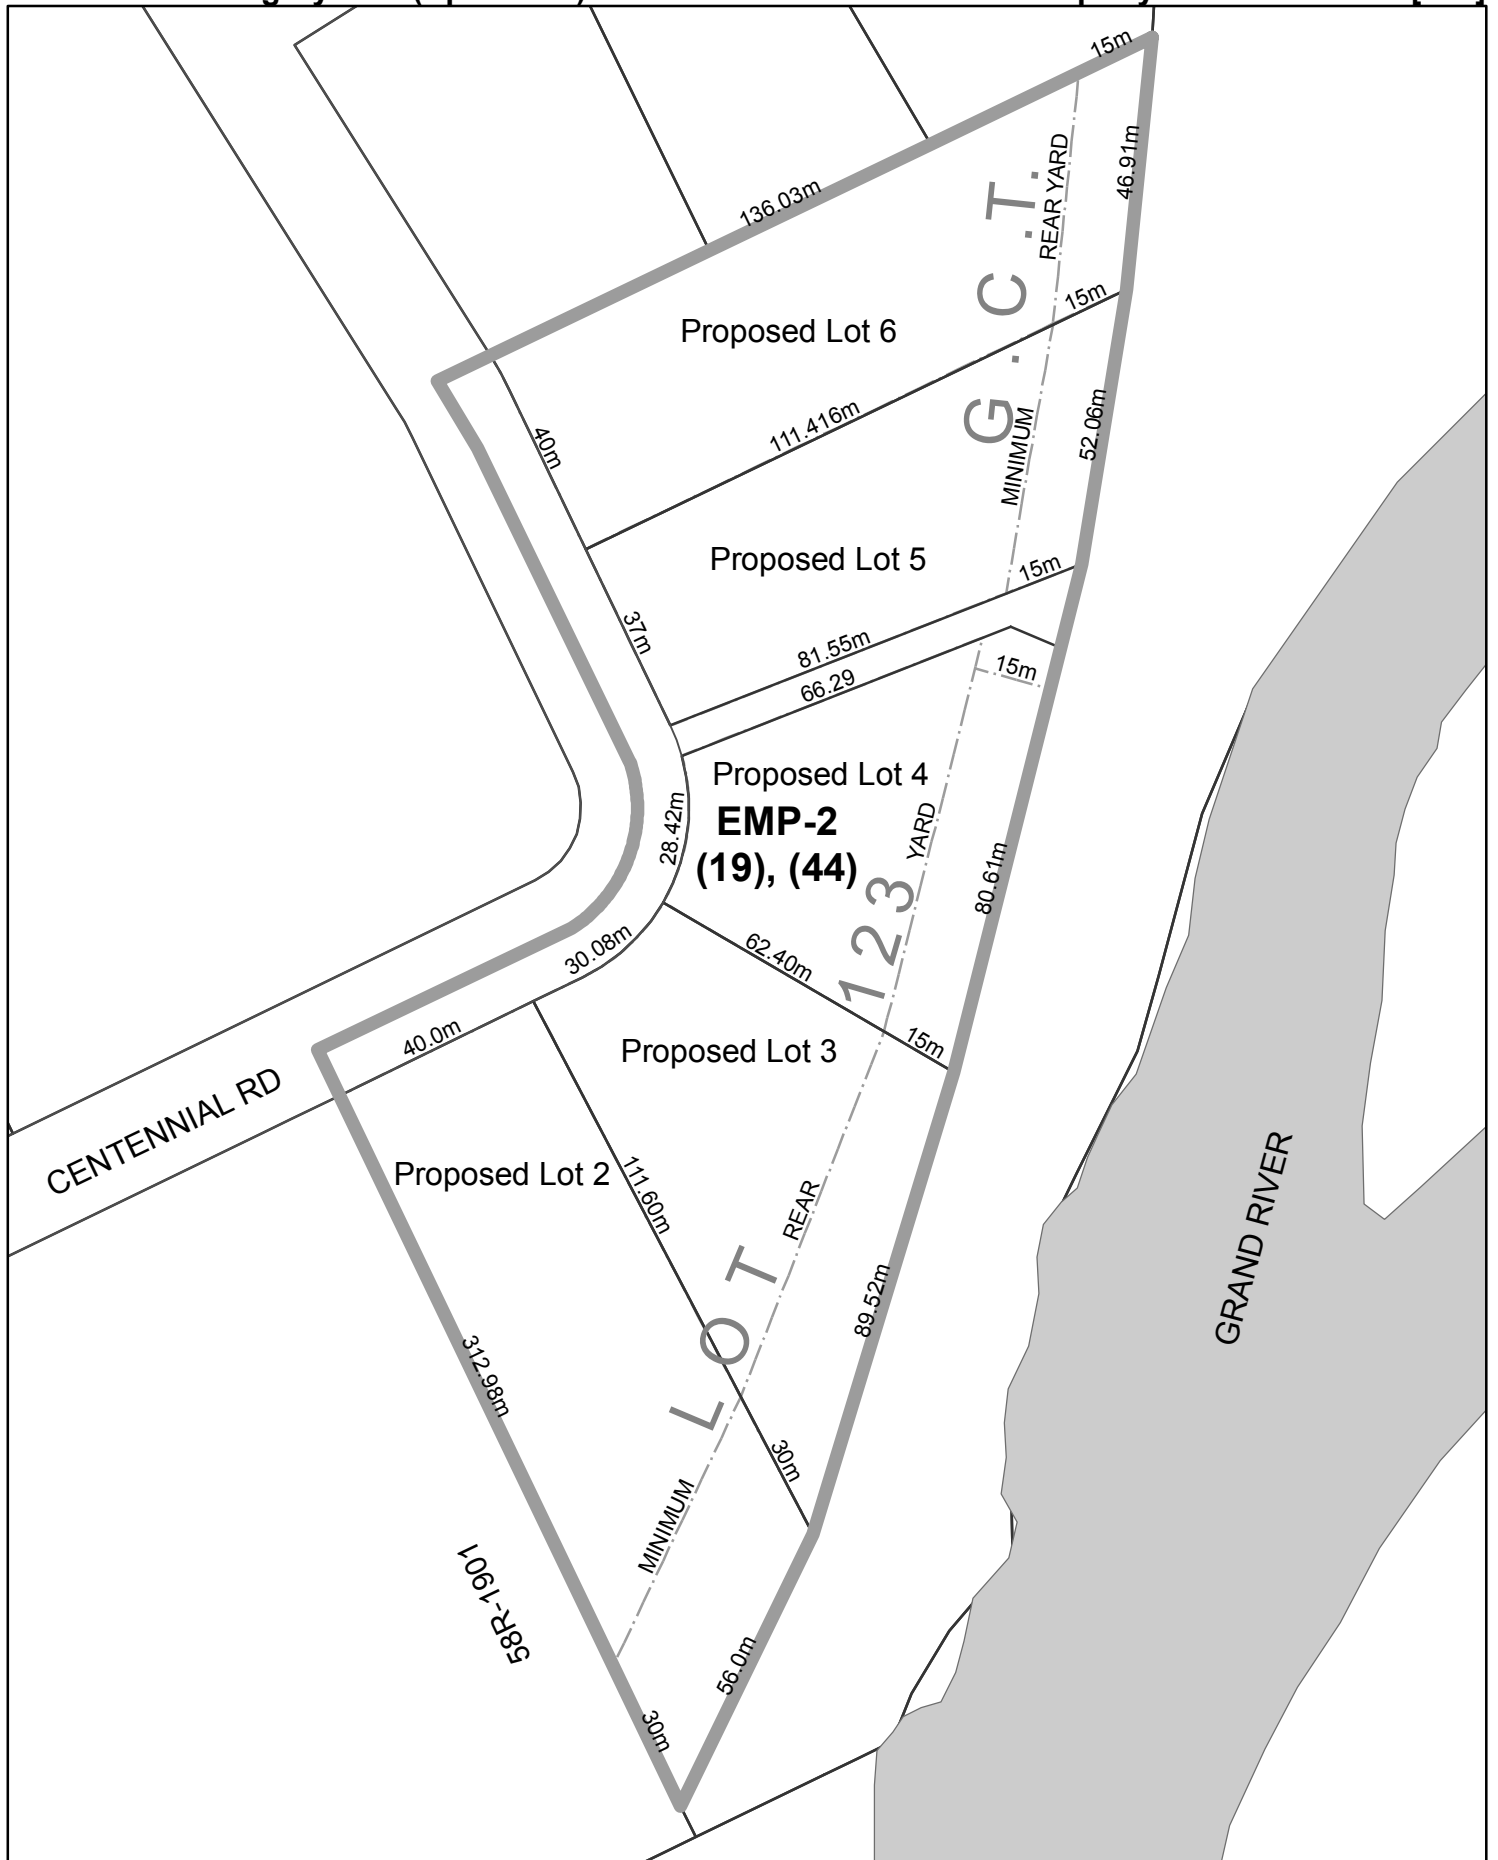 15m
46.91m
136.03m
REAR YARD
G.C.T.
15m
Proposed Lot 6
52.06m
111.416m
MINIMUM
40m
Proposed Lot 5
15m
37m
81.55m
66.29
15m
Proposed Lot 4
EMP-2
(19), (44)
28.42m
YARD
80.61m
123
30.08m
62.40m
15m
40.0m
Proposed Lot 3
CENTENNIAL RD
Proposed Lot 2
111.60m
REAR
GRAND RIVER
LOT
89.52m
312.98m
30m
MINIMUM
58R-1901
56.0m
30m